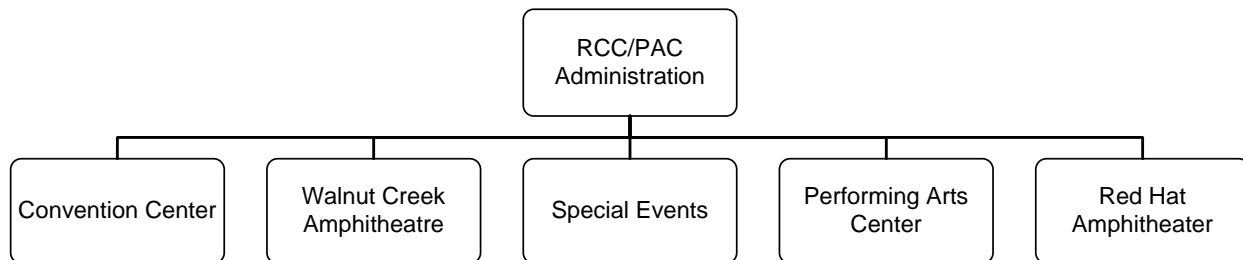 RCC/PAC
Administration
Convention Center
Walnut Creek
Amphitheatre
Special Events
Performing Arts
Center
Red Hat
Amphitheater